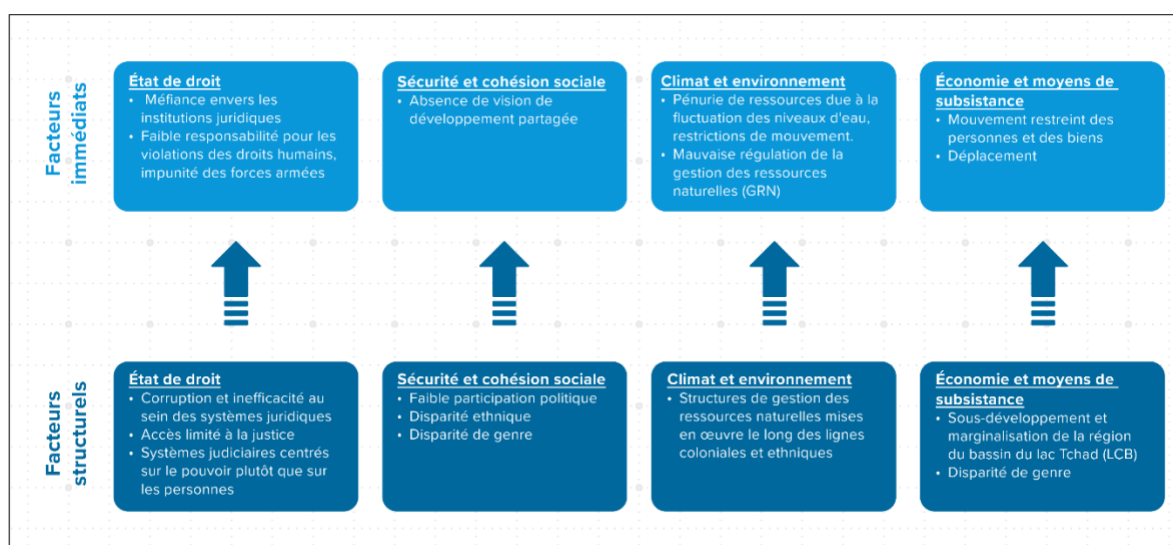 Facteurs
immédiats
État de droit
• Méfiance envers les
institutions juridiques
• Faible responsabilité pour les
violations des droits humains,
impunité des forces armées
Sécurité et cohésion sociale
• Absence de vision de
développement partagée
Climat et environnement
• Pénurie de ressources due à la
fluctuation des niveaux d'eau,
restrictions de mouvement.
• Mauvaise régulation de la
gestion des ressources
naturelles (GRN)
Économie et moyens de
subsistance
• Mouvement restreint des
personnes et des biens
• Déplacement
Facteurs
structurels
État de droit
• Corruption et inefficacité au
sein des systèmes juridiques
• Accès limité à la justice
• Systèmes judiciaires centrés
sur le pouvoir plutôt que sur
les personnes
Sécurité et cohésion sociale
• Faible participation politique
• Disparité ethnique
• Disparité de genre
Climat et environnement
• Structures de gestion des
ressources naturelles mises
en œuvre le long des lignes
coloniales et ethniques
Économie et moyens de
subsistance
• Sous-développement et
marginalisation de la région
du bassin du lac Tchad (LCB)
• Disparité de genre